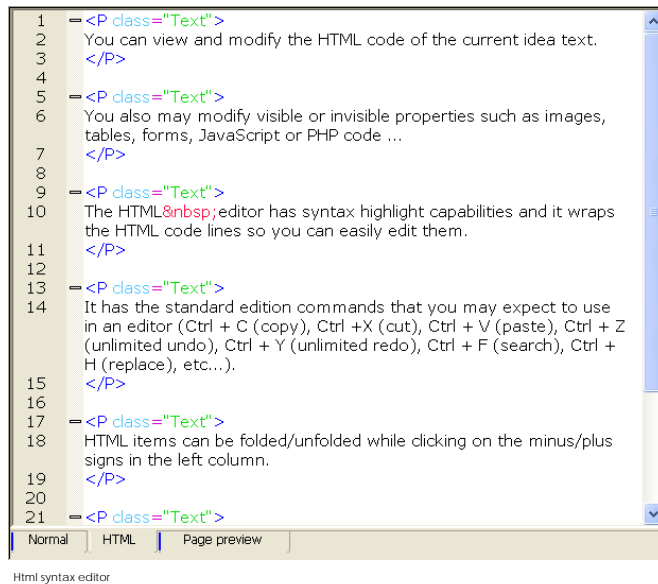 1 <P class="Text">
2 You can view and modify the HTML code of the current idea text.
3 </P>
4
5 <P class="Text">
6 You also may modify visible or invisible properties such as images,
tables, forms, JavaScript or PHP code ...
7 </P>
8
9 <P class="Text">
10 The HTML&nbsp;editor has syntax highlight capabilities and it wraps
the HTML code lines so you can easily edit them.
11 </P>
12
13 <P class="Text">
14 It has the standard edition commands that you may expect to use
in an editor (Ctrl + C (copy), Ctrl +X (cut), Ctrl + V (paste), Ctrl + Z
(unlimited undo), Ctrl + Y (unlimited redo), Ctrl + F (search), Ctrl +
H (replace), etc...).
15 </P>
16
17 <P class="Text">
18 HTML items can be folded/unfolded while clicking on the minus/plus
signs in the left column.
19 </P>
20
21 <P class="Text">
Normal HTML Page preview
Html syntax editor